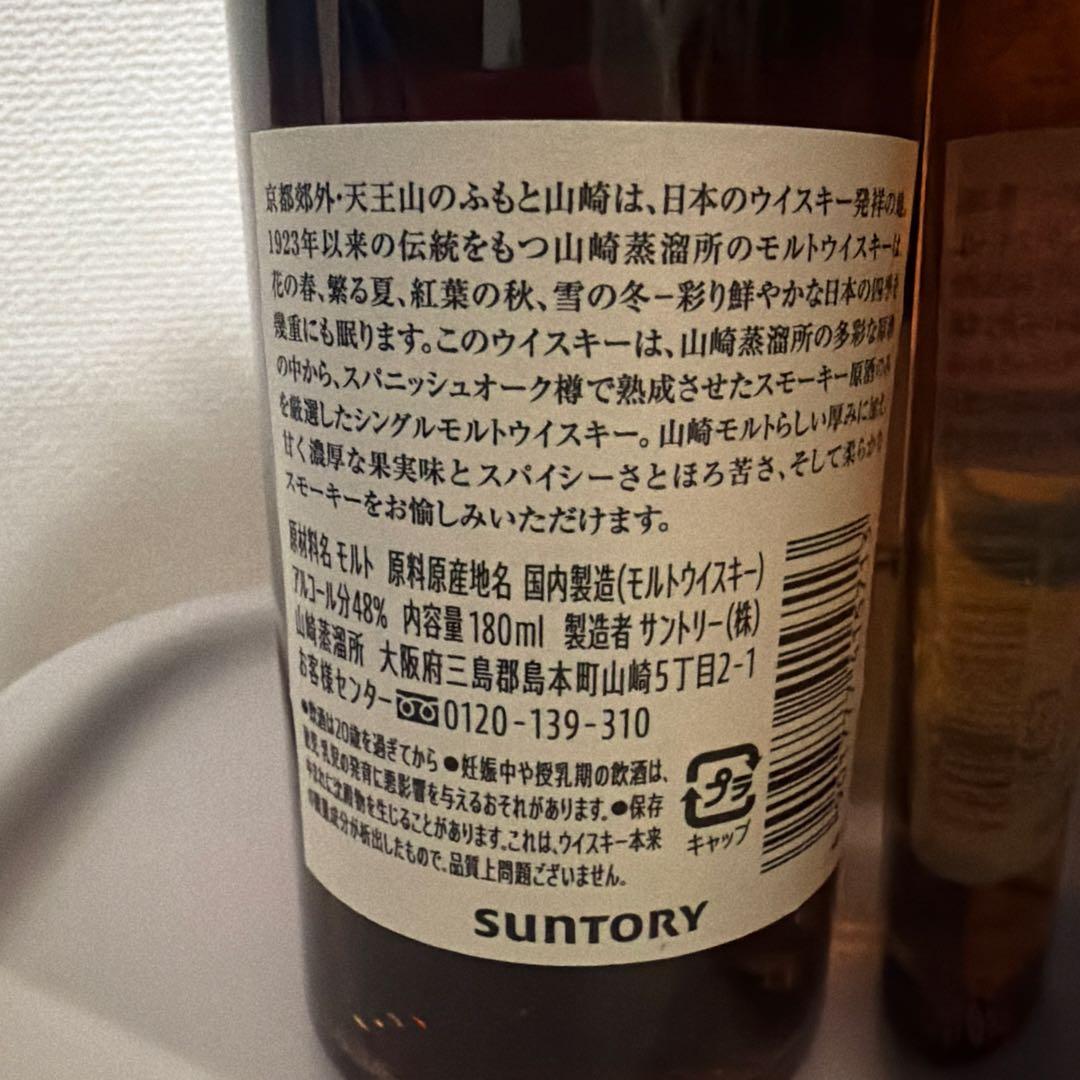 京都郊外・天王山のふもと山崎は、日本のウイスキー発祥の地。
1923年以来の伝統をもつ山崎蒸溜所のモルトウイスキーは、
花の春、繁る夏、紅葉の秋、雪の冬－彩り鮮やかな日本の四季を
幾重にも眠ります。このウイスキーは、山崎蒸溜所の多彩な原酒
の中から、スパニッシュオーク樽で熟成させたスモーキー原酒のみ
を厳選したシングルモルトウイスキー。山崎モルトらしい厚みに加え
甘く濃厚な果実味とスパイシーさとほろ苦さ、そして柔らかな
スモーキーをお愉しみいただけます。
原材料名 モルト 原料原産地名 国内製造(モルトウイスキー)
アルコール分48% 内容量180ml 製造者 サントリー(株)
山崎蒸溜所 大阪府三島郡島本町山崎5丁目2-1
お客様センター 0120-139-310
●飲酒は20歳を過ぎてから ●妊娠中や授乳期の飲酒は、
胎児・乳児の発育に悪影響を与えるおそれがあります。●保存
中まれに沈殿物を生じることがあります。これは、ウイスキー本来
の微量成分が析出したもので、品質上問題ございません。
プラ
キャップ
SUNTORY